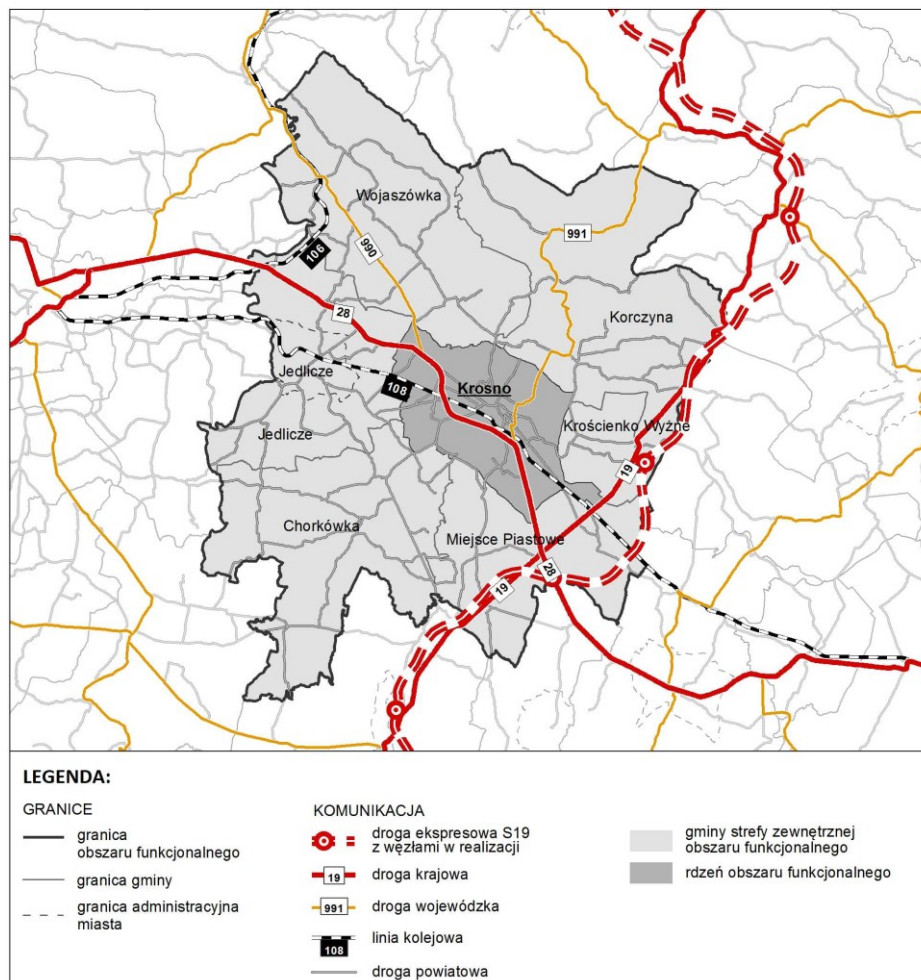 Wojaszówka
991
990
106
Korczyna
28
Jedlicze
Krosno
108
Krościenko Wyżne
Jedlicze
19
Chorkówka
Miejsce Piastowe
28
19
LEGENDA:
GRANICE
granica
obszaru funkcjonalnego
granica gminy
granica administracyjna
miasta
KOMUNIKACJA
droga ekspresowa S19
z węzłami w realizacji
19
droga krajowa
991
droga wojewódzka
linia kolejowa
108
droga powiatowa
gminy strefy zewnętrznej
obszaru funkcjonalnego
rdzeń obszaru funkcjonalnego